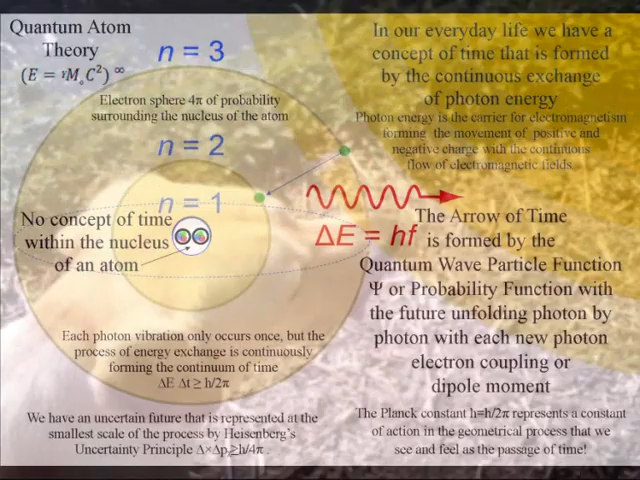 Quantum Atom
Theory
(E = ᵞM˳C²) ∞
n = 3
Electron sphere 4π of probability
surrounding the nucleus of the atom
n = 2
n = 1
No concept of time
within the nucleus
of an atom
Each photon vibration only occurs once, but the
process of energy exchange is continuously
forming the continuum of time
ΔE Δt ≥ h/2π
We have an uncertain future that is represented at the
smallest scale of the process by Heisenberg's
Uncertainty Principle Δ×Δpᵪ≥h/4π .
In our everyday life we have a
concept of time that is formed
by the continuous exchange
of photon energy
Photon energy is the carrier for electromagnetism
forming the movement of positive and
negative charge with the continuous
flow of electromagnetic fields.
ΔE = hf
The Arrow of Time
is formed by the
Quantum Wave Particle Function
Ψ or Probability Function with
the future unfolding photon by
photon with each new photon
electron coupling or
dipole moment
The Planck constant ħ=h/2π represents a constant
of action in the geometrical process that we
see and feel as the passage of time!